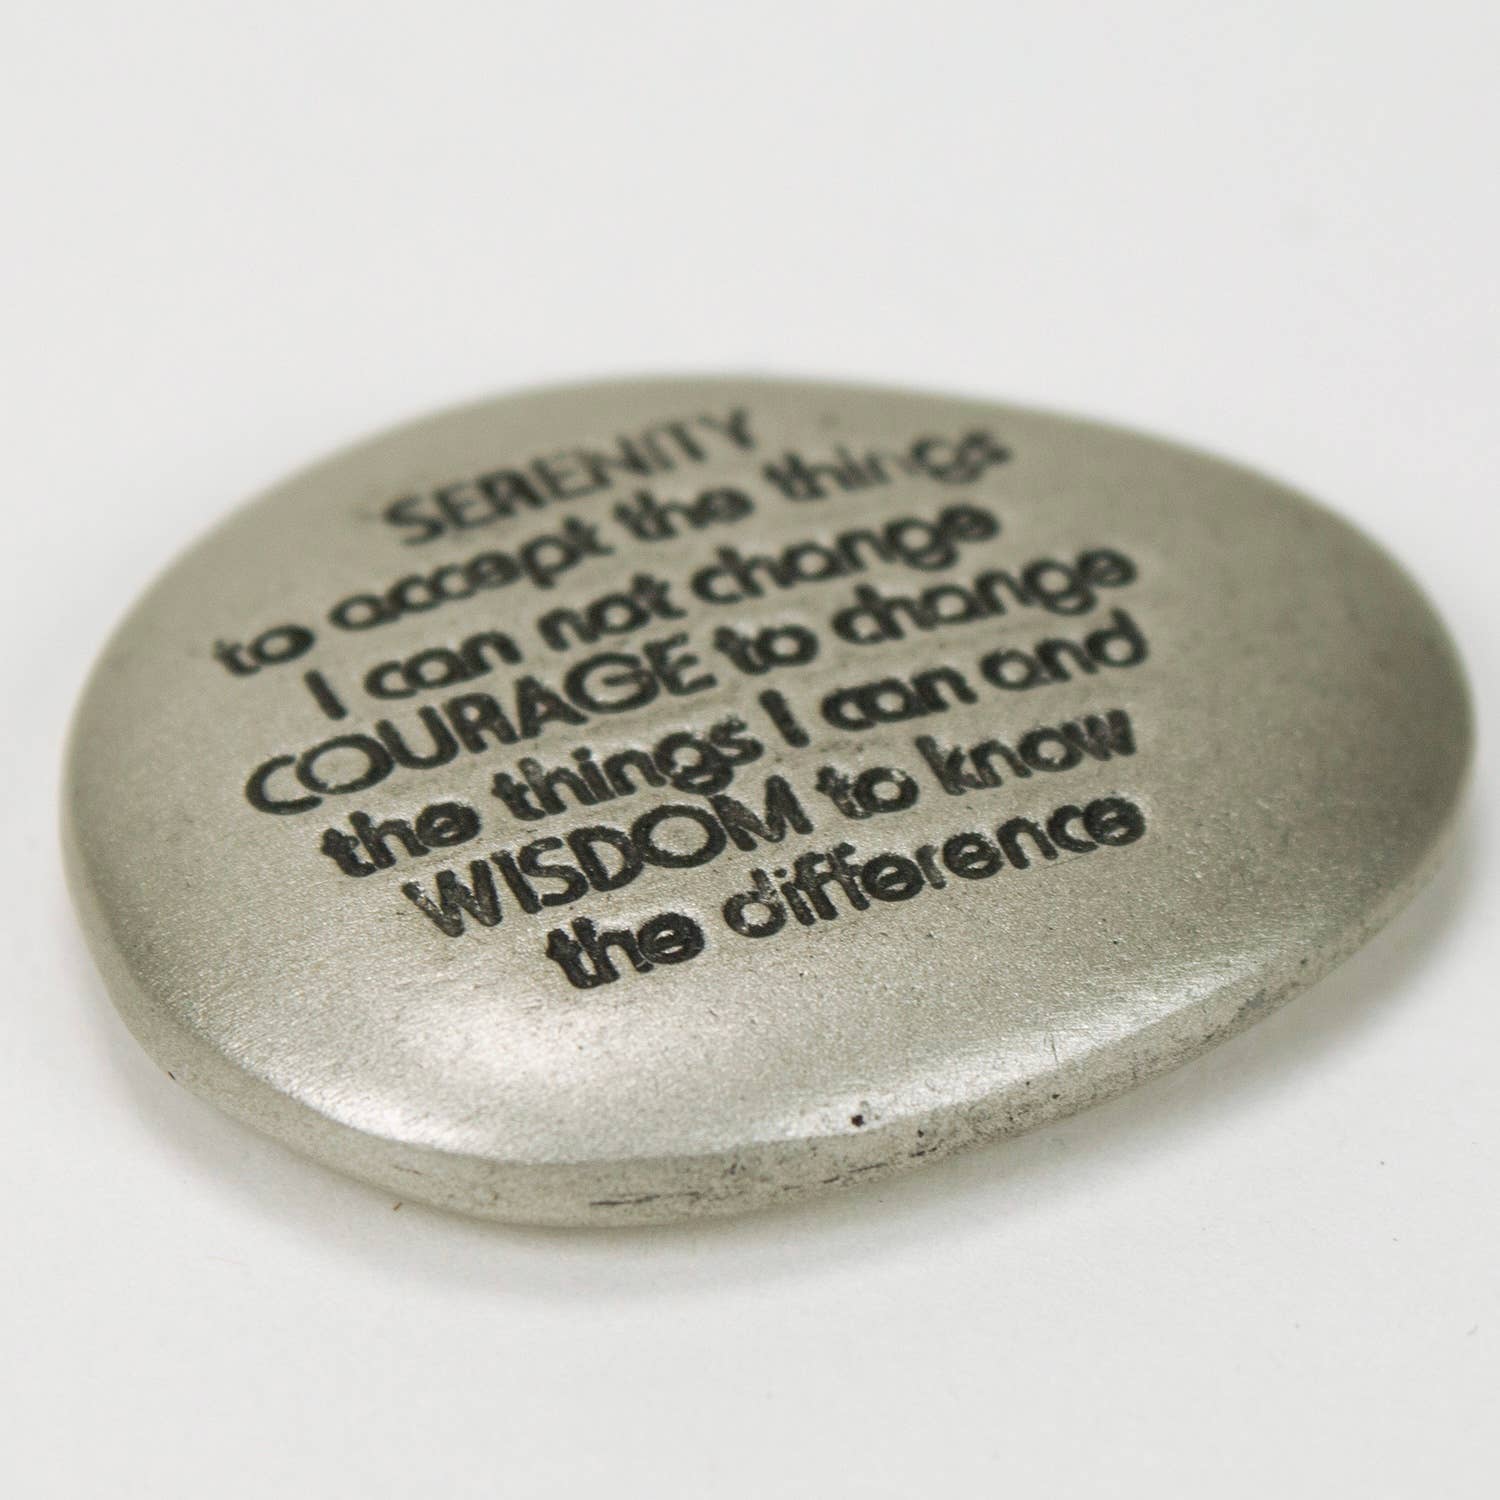 SERENITY
to accept the things
I can not change
COURAGE to change
the things I can and
WISDOM to know
the difference